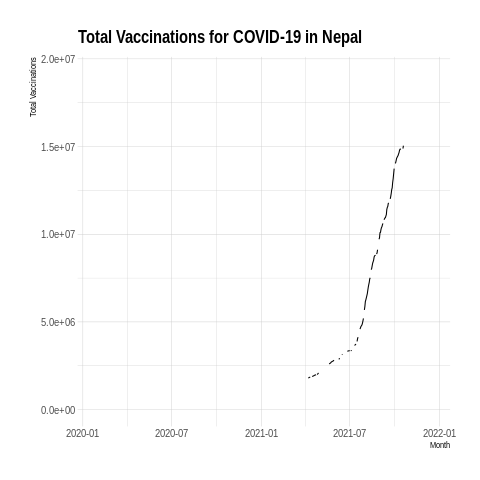 Total Vaccinations for COVID-19 in Nepal
Total Vaccinations
2.0e+07
1.5e+07
1.0e+07
5.0e+06
0.0e+00
2020-01 2020-07 2021-01 2021-07 2022-01
Month